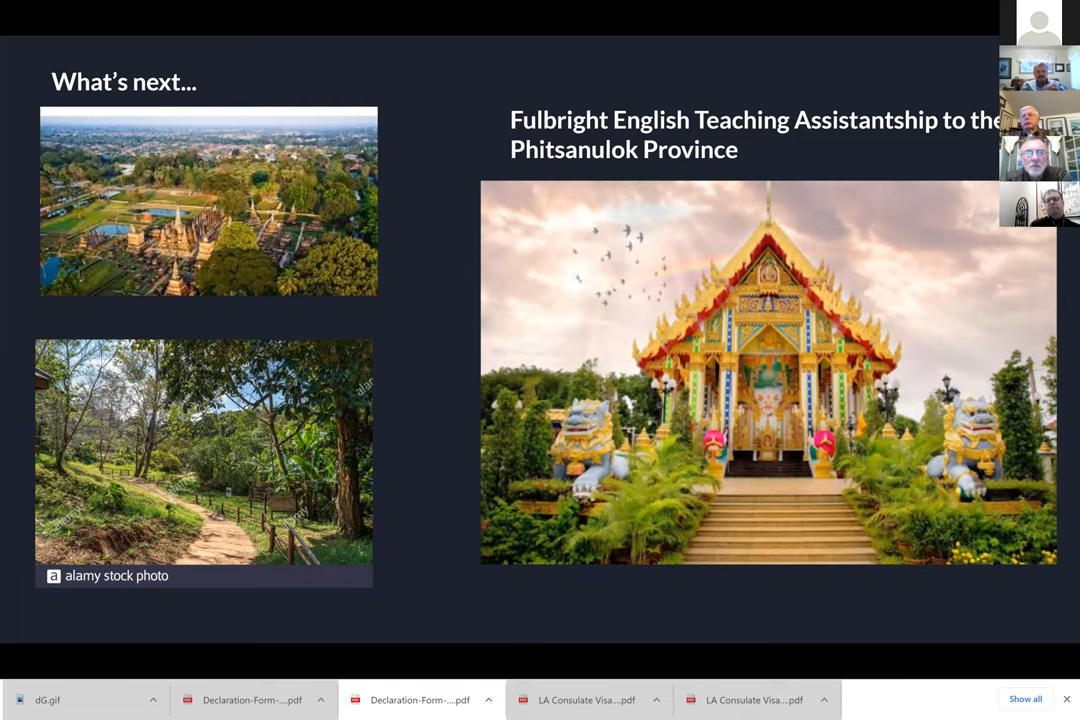 What's next...
Fulbright English Teaching Assistantship to the
Phitsanulok Province
a alamy stock photo
dG.gif
Declaration-Form-....pdf
Declaration-Form-....pdf
LA Consulate Visa....pdf
LA Consulate Visa....pdf
Show all